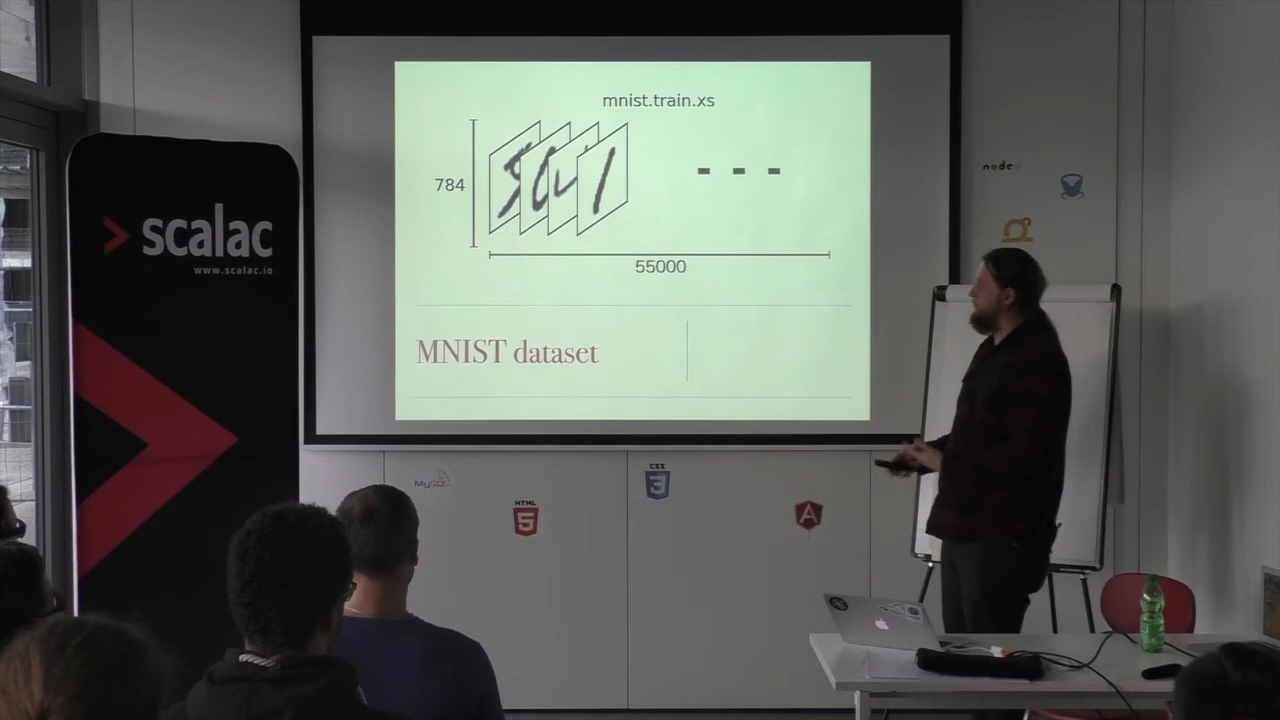 mnist.train.xs
784
55000
MNIST dataset
scalac
www.scalac.io
node
MySQL
HTML
5
CSS
3
A